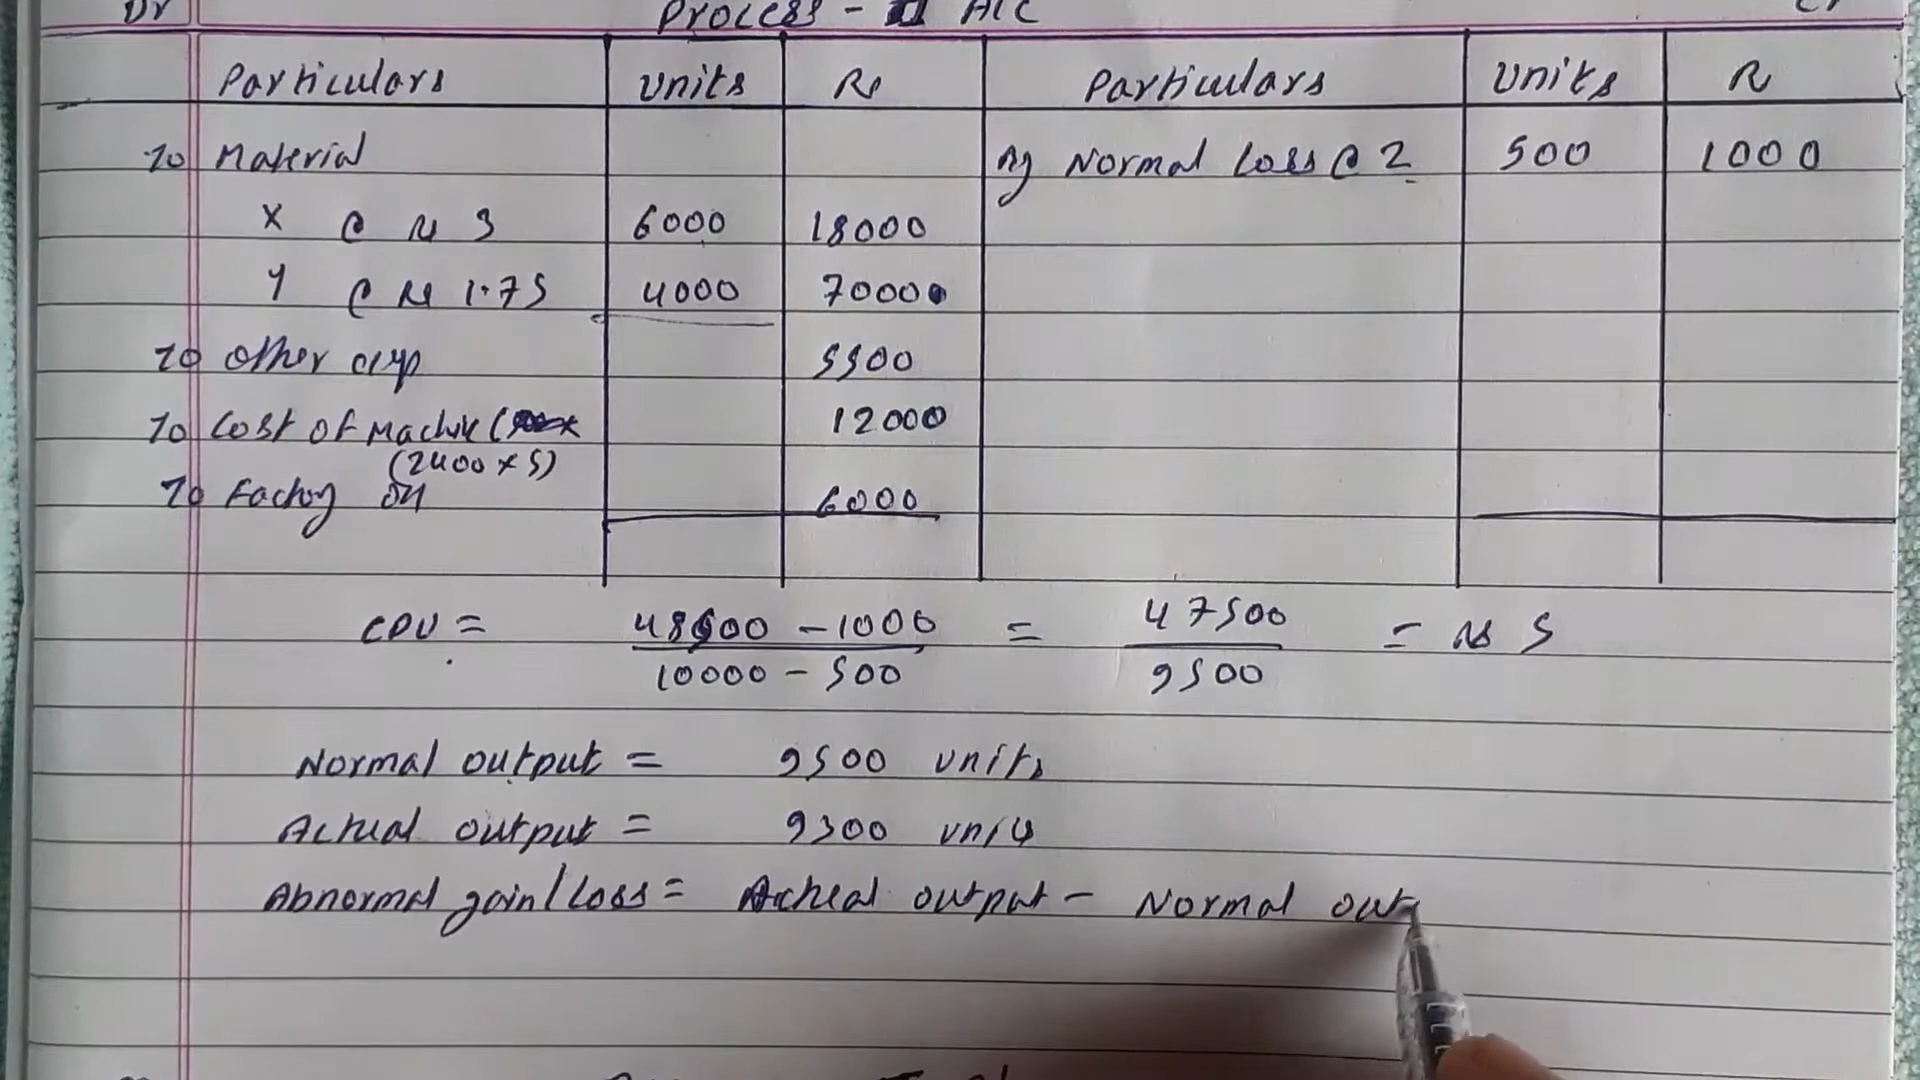 Dr Process - A/C Cr
Particulars Units Rs Particulars Units R
To Material By Normal Loss @ 2 500 1000
X @ Rs 3 6000 18000
Y @ Rs 1.75 4000 7000
To Other exp 5500
To Cost of Machine ( 12000
(2400 x 5)
To Factory OH 6000
CPU = 48500 - 1000 / 10000 - 500 = 47500 / 9500 = Rs 5
Normal output = 9500 units
Actual output = 9300 units
Abnormal gain/Loss = Actual output - Normal out